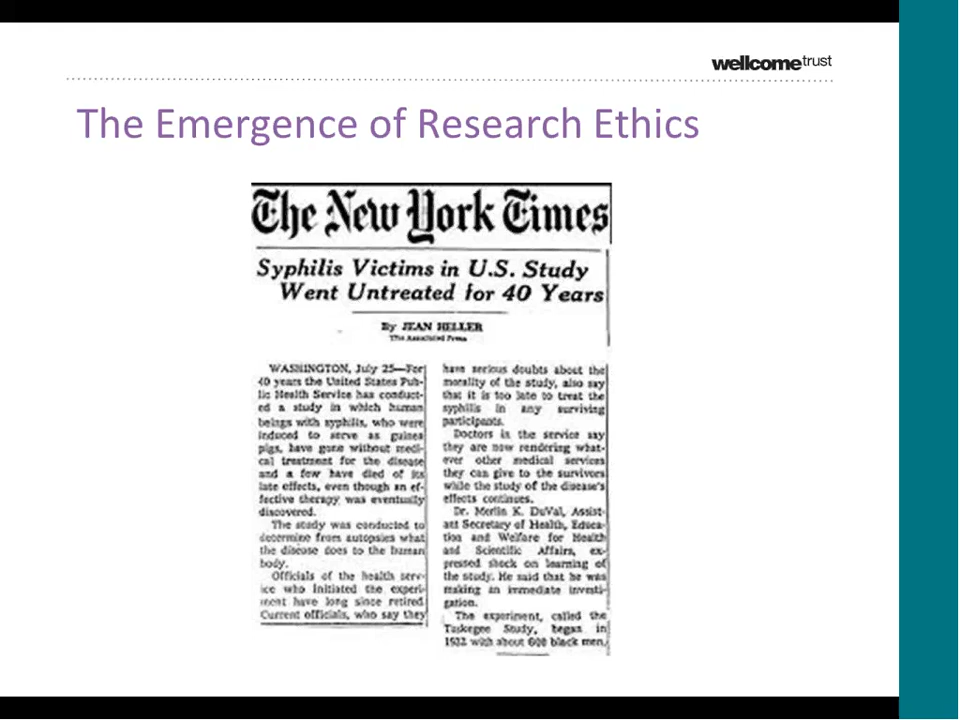 wellcometrust
The Emergence of Research Ethics
The New York Times
Syphilis Victims in U.S. Study
Went Untreated for 40 Years
By JEAN HELLER
The Associated Press
WASHINGTON, July 25—For
40 years the United States Pub-
lic Health Service has conduct-
ed a study in which human
beings with syphilis, who were
induced to serve as guinea
pigs, have gone without medi-
cal treatment for the disease
and a few have died of its
late effects, even though an ef-
fective therapy was eventually
discovered.
The study was conducted to
determine from autopsies what
the disease does to the human
body.
Officials of the health serv-
ice who initiated the experi-
ment have long since retired.
Current officials, who say they
have serious doubts about the
morality of the study, also say
that it is too late to treat the
syphilis in any surviving
participants.
Doctors in the service say
they are now rendering what-
ever other medical services
they can give to the survivors
while the study of the disease's
effects continues.
Dr. Merlin K. DuVal, Assist-
ant Secretary of Health, Educa-
tion and Welfare for Health
and Scientific Affairs, ex-
pressed shock on learning of
the study. He said that he was
making an immediate investi-
gation.
The experiment, called the
Tuskegee Study, began in
1932 with about 600 black men,